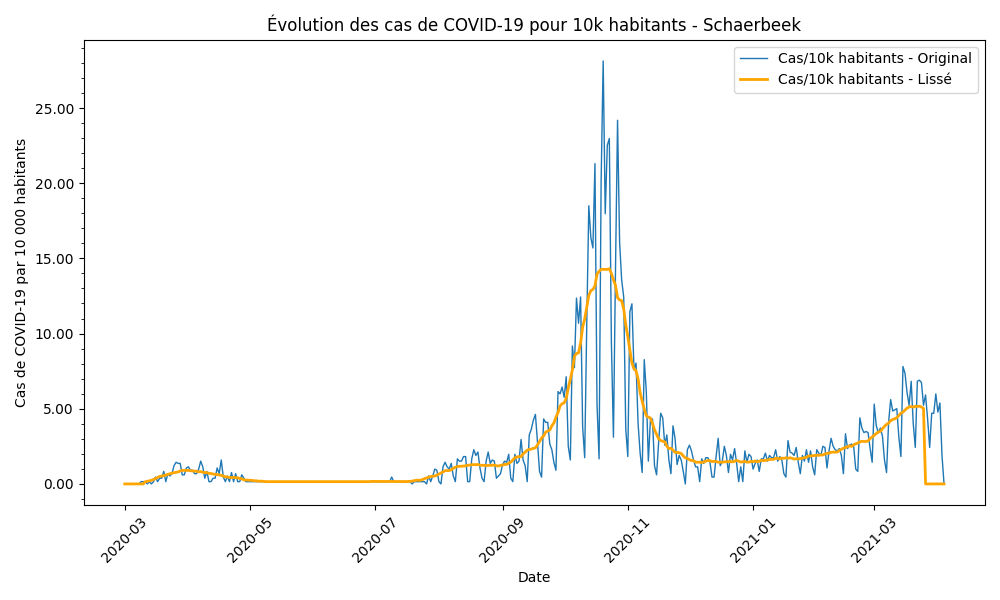 Évolution des cas de COVID-19 pour 10k habitants - Schaerbeek
Cas/10k habitants - Original
Cas/10k habitants - Lissé
Cas de COVID-19 par 10 000 habitants
25.00
20.00
15.00
10.00
5.00
0.00
2020-03
2020-05
2020-07
2020-09
2020-11
2021-01
2021-03
Date